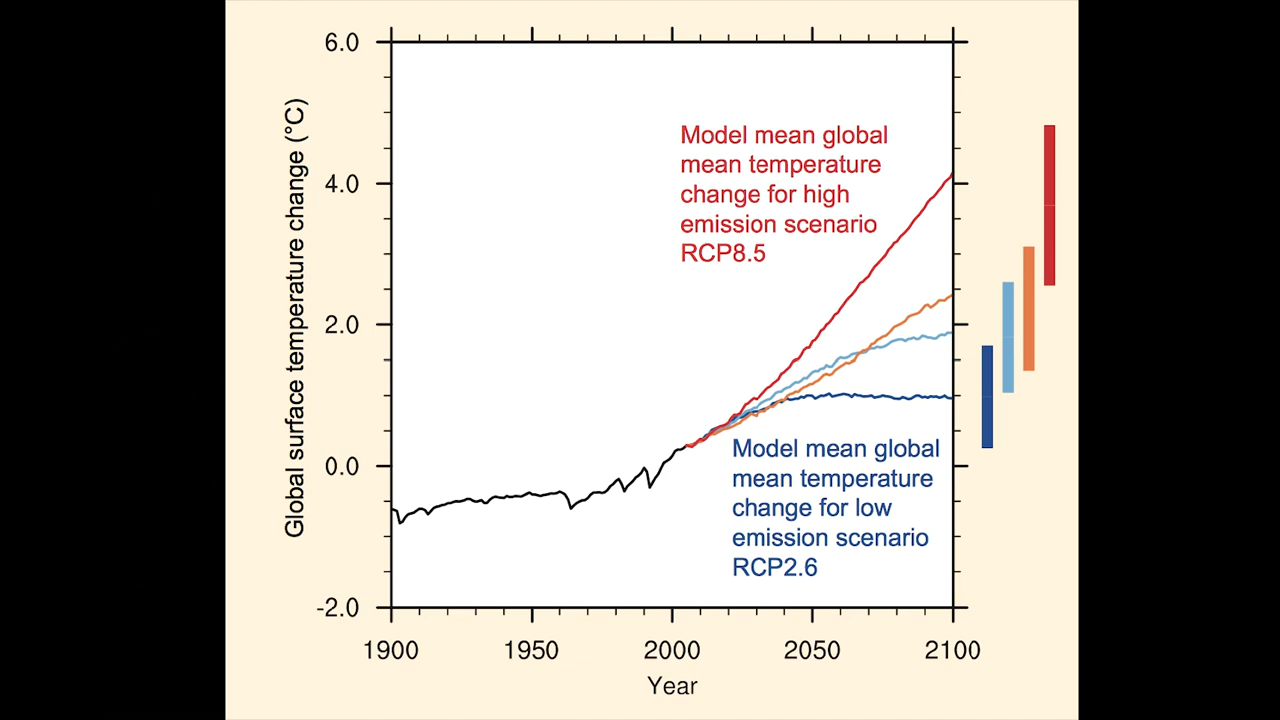 6.0
4.0
2.0
0.0
-2.0
Global surface temperature change (°C)
Model mean global
mean temperature
change for high
emission scenario
RCP8.5
Model mean global
mean temperature
change for low
emission scenario
RCP2.6
1900 1950 2000 2050 2100
Year